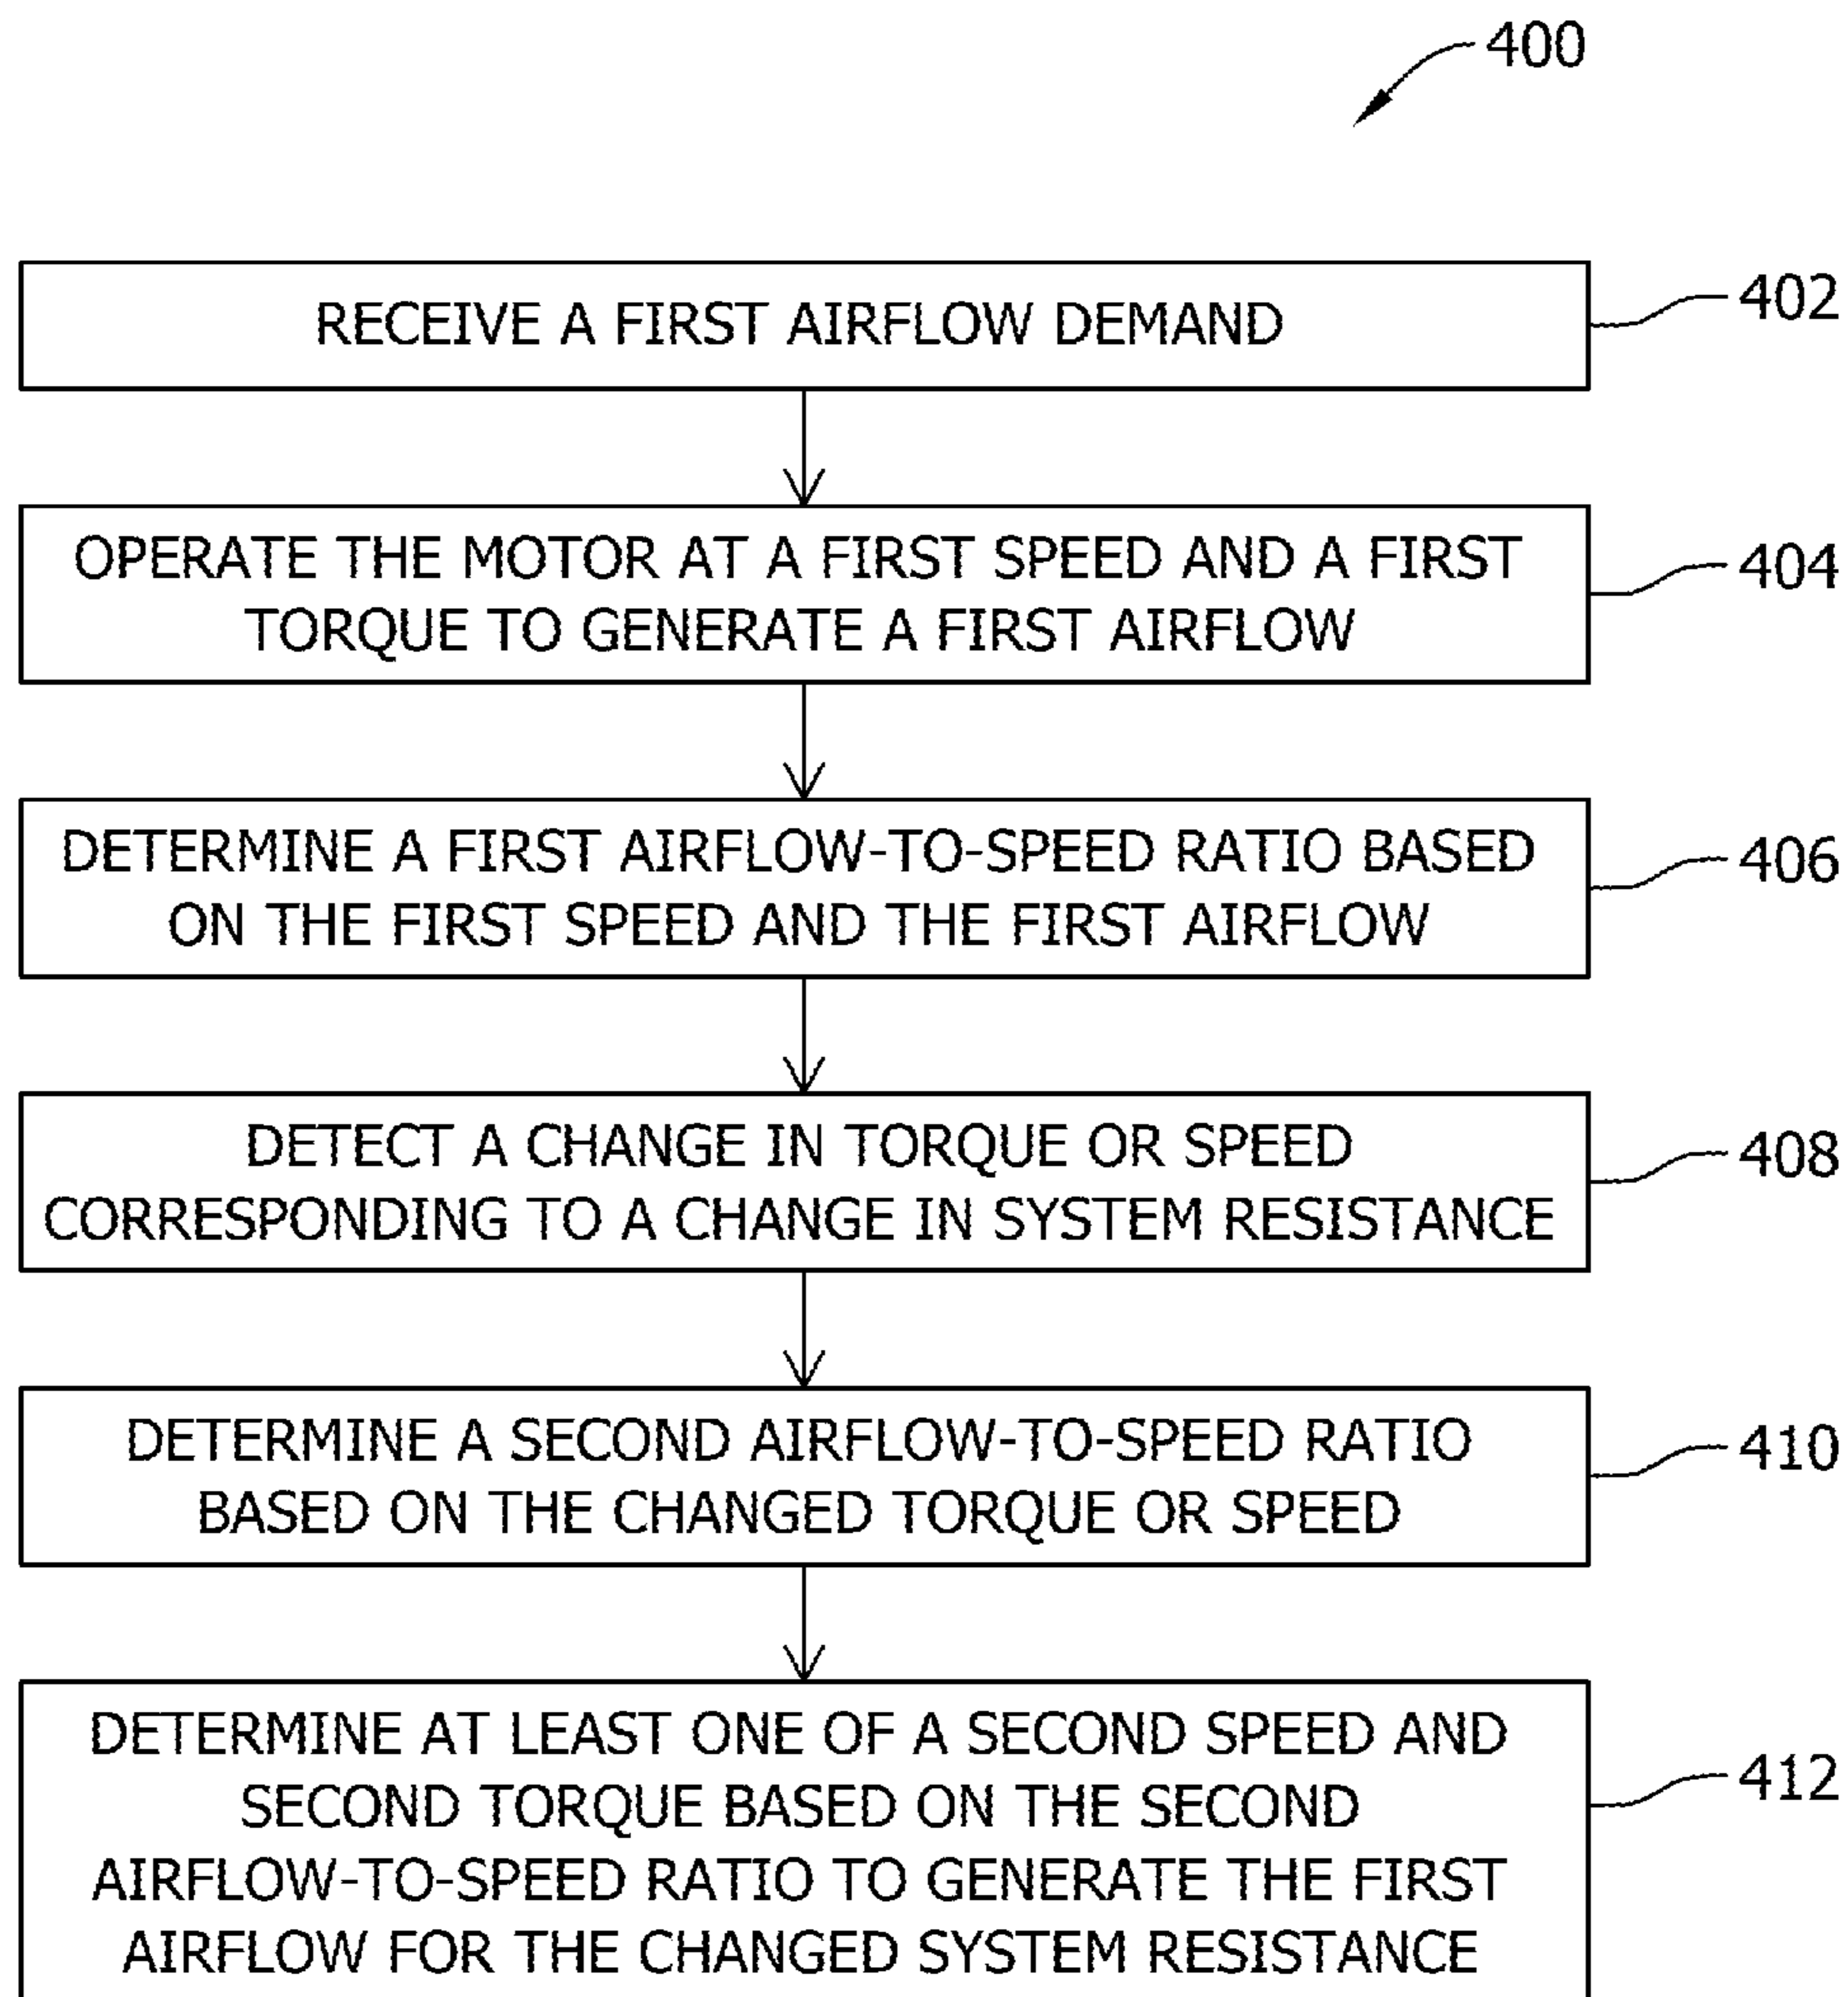 400
RECEIVE A FIRST AIRFLOW DEMAND
402
OPERATE THE MOTOR AT A FIRST SPEED AND A FIRST
TORQUE TO GENERATE A FIRST AIRFLOW
404
DETERMINE A FIRST AIRFLOW-TO-SPEED RATIO BASED
ON THE FIRST SPEED AND THE FIRST AIRFLOW
406
DETECT A CHANGE IN TORQUE OR SPEED
CORRESPONDING TO A CHANGE IN SYSTEM RESISTANCE
408
DETERMINE A SECOND AIRFLOW-TO-SPEED RATIO
BASED ON THE CHANGED TORQUE OR SPEED
410
DETERMINE AT LEAST ONE OF A SECOND SPEED AND
SECOND TORQUE BASED ON THE SECOND
AIRFLOW-TO-SPEED RATIO TO GENERATE THE FIRST
AIRFLOW FOR THE CHANGED SYSTEM RESISTANCE
412